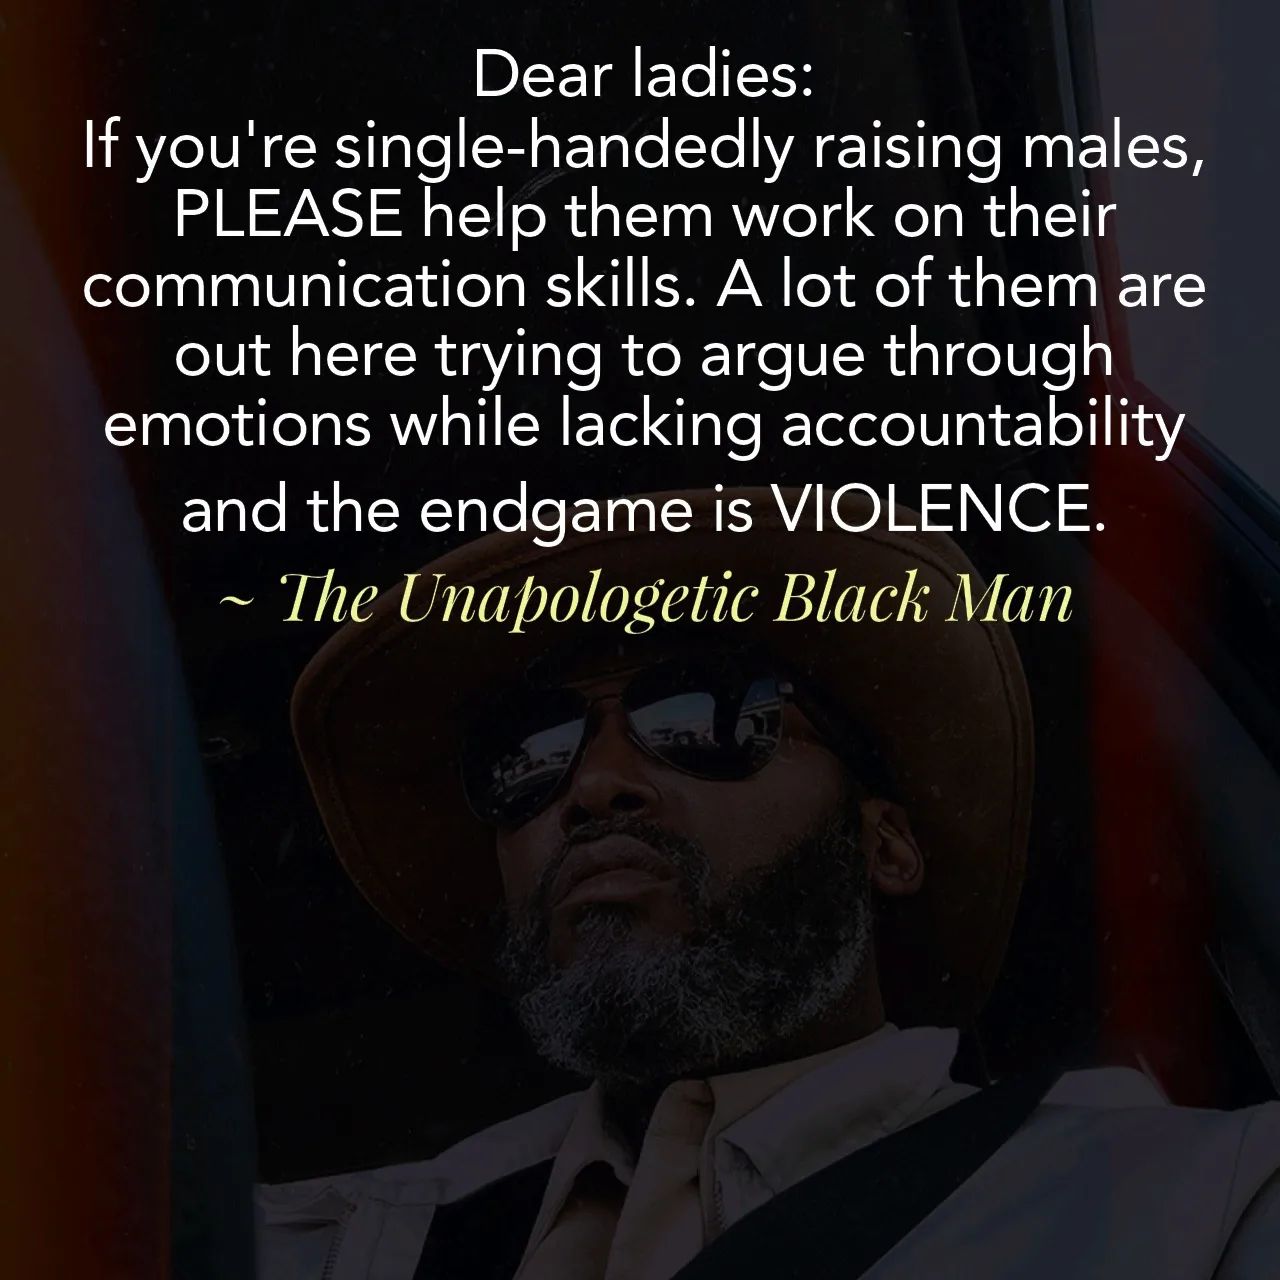 Dear ladies:
If you're single-handedly raising males,
PLEASE help them work on their
communication skills. A lot of them are
out here trying to argue through
emotions while lacking accountability
and the endgame is VIOLENCE.
~ The Unapologetic Black Man